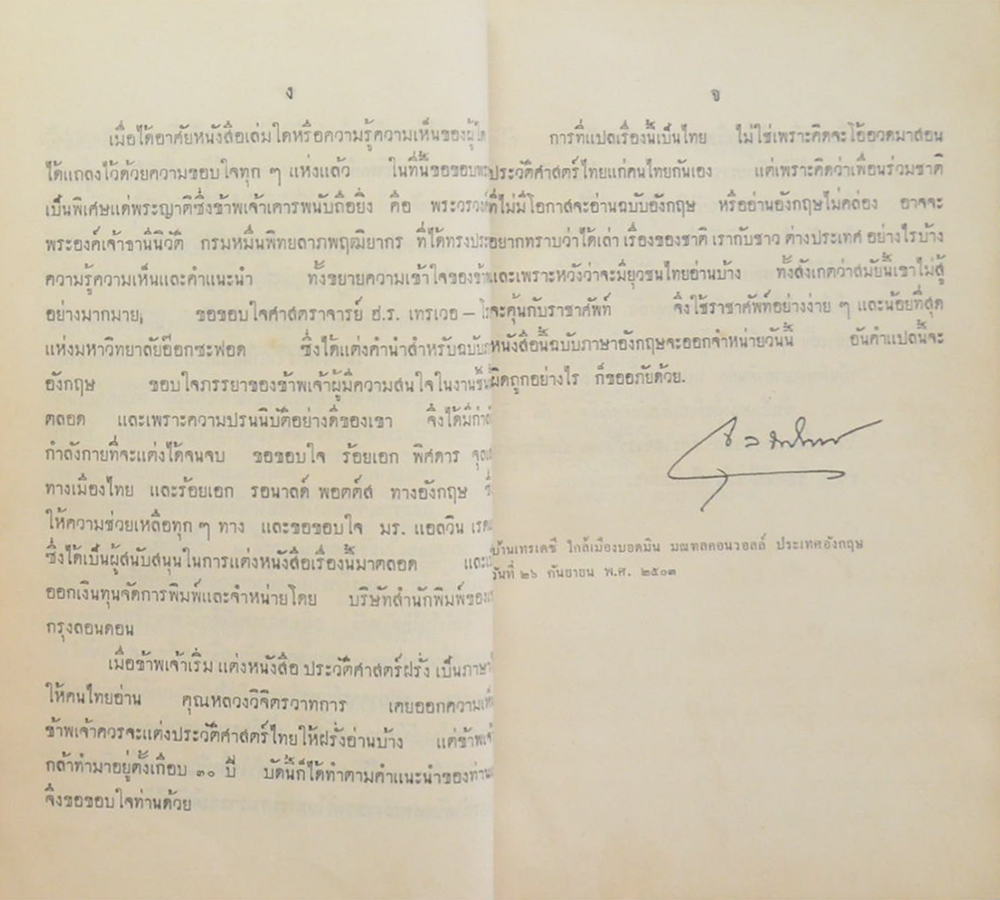 ง
เมื่อได้อาศัยหนังสือเล่มใดหรือความรู้ความเห็นของผู้ใด
ได้แถลงไว้ด้วยความขอบใจทุก ๆ แห่งแล้ว ในที่นี้ขอขอบพระ
เป็นพิเศษแด่พระญาติซึ่งข้าพเจ้าเคารพนับถือยิ่ง คือ พระวรวงศ์
พระองค์เจ้าธานีนิวัติ กรมหมื่นพิทยลาภพฤฒิยากร ที่ได้ทรงประ
ความรู้ความเห็นและคำแนะนำ ทั้งขยายความเข้าใจของข้า
อย่างมากมาย, ขอขอบใจศาสตราจารย์ ฮ.ร. เทรเวอ – โร
แห่งมหาวิทยาลัยอ๊อกซะฟอด ซึ่งได้แต่งคำนำสำหรับฉบับภ
อังกฤษ ขอบใจภรรยาของข้าพเจ้าผู้มีความสนใจในงานชิ้นนี้
ตลอด และเพราะความปรนนิบัติอย่างดีของเขา จึงได้มีกำลั
กำลังกายที่จะแต่งได้จนจบ ขอขอบใจ ร้อยเอก พิศดาร จุล
ทางเมืองไทย และร้อยเอก รอนาลด์ พอตต์ส ทางอังกฤษ ซึ่
ให้ความช่วยเหลือทุก ๆ ทาง และขอขอบใจ มร. แอลวิน เรด
ซึ่งได้เป็นผู้สนับสนุนในการแต่งหนังสือเรื่องนี้มาตลอด และ
ออกเงินทุนจัดการพิมพ์และจำหน่ายโดย บริษัทสำนักพิมพ์ของ
กรุงลอนดอน
เมื่อข้าพเจ้าเริ่ม แต่งหนังสือ ประวัติศาสตร์ฝรั่ง เป็นภาษา
ให้คนไทยอ่าน คุณหลวงวิจิตรวาทการ เคยออกความเห็
ข้าพเจ้าควรจะแต่งประวัติศาสตร์ไทยให้ฝรั่งอ่านบ้าง แต่ข้าพเจ้
กล้าทำมาอยู่ตั้งเกือบ ๓๐ ปี บัดนี้ก็ได้ทำตามคำแนะนำของท่าน
จึงขอขอบใจท่านด้วย
จ
การที่แปลเรื่องนี้เป็นไทย ไม่ใช่เพราะคิดจะโอ้อวดมาสอน
ประวัติศาสตร์ไทยแก่คนไทยกันเอง แต่เพราะคิดว่าเพื่อนร่วมชาติ
ที่ไม่มีโอกาสจะอ่านฉบับอังกฤษ หรืออ่านอังกฤษไม่คล่อง อาจจะ
อยากทราบว่าได้เล่า เรื่องของชาติ เรากับชาว ต่างประเทศ อย่างไรบ้าง
และเพราะหวังว่าจะมียุวชนไทยอ่านบ้าง ทั้งสังเกตว่าสมัยนี้เขาไม่สู้
จะคุ้นกับราชาศัพท์ จึงใช้ราชาศัพท์อย่างง่าย ๆ และน้อยที่สุด
หนังสือนี้ฉบับภาษาอังกฤษจะออกจำหน่ายวันนี้ อันคำแปลนี้จะ
ผิดถูกอย่างไร ก็ขออภัยด้วย.
บ้านเทรเดซี ใกล้เมืองบอดมิน มณฑลคอนวอลล์ ประเทศอังกฤษ
วันที่ ๒๖ กันยายน พ.ศ. ๒๕๐๓